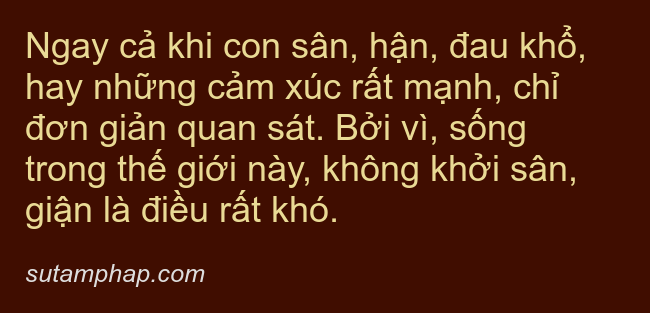 Ngay cả khi con sân, hận, đau khổ,
hay những cảm xúc rất mạnh, chỉ
đơn giản quan sát. Bởi vì, sống
trong thế giới này, không khởi sân,
giận là điều rất khó.
sutamphap.com